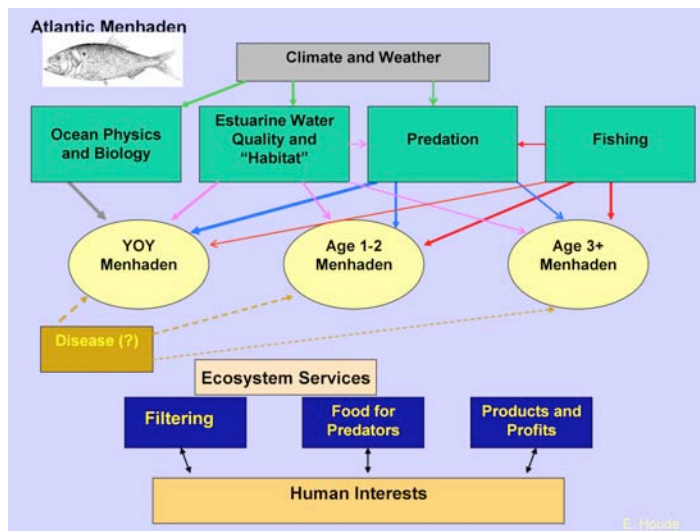 Atlantic Menhaden
Climate and Weather
Ocean Physics
and Biology
Estuarine Water
Quality and
“Habitat”
Predation
Fishing
YOY
Menhaden
Age 1-2
Menhaden
Age 3+
Menhaden
Disease (?)
Ecosystem Services
Filtering
Food for
Predators
Products and
Profits
Human Interests
E. Houde